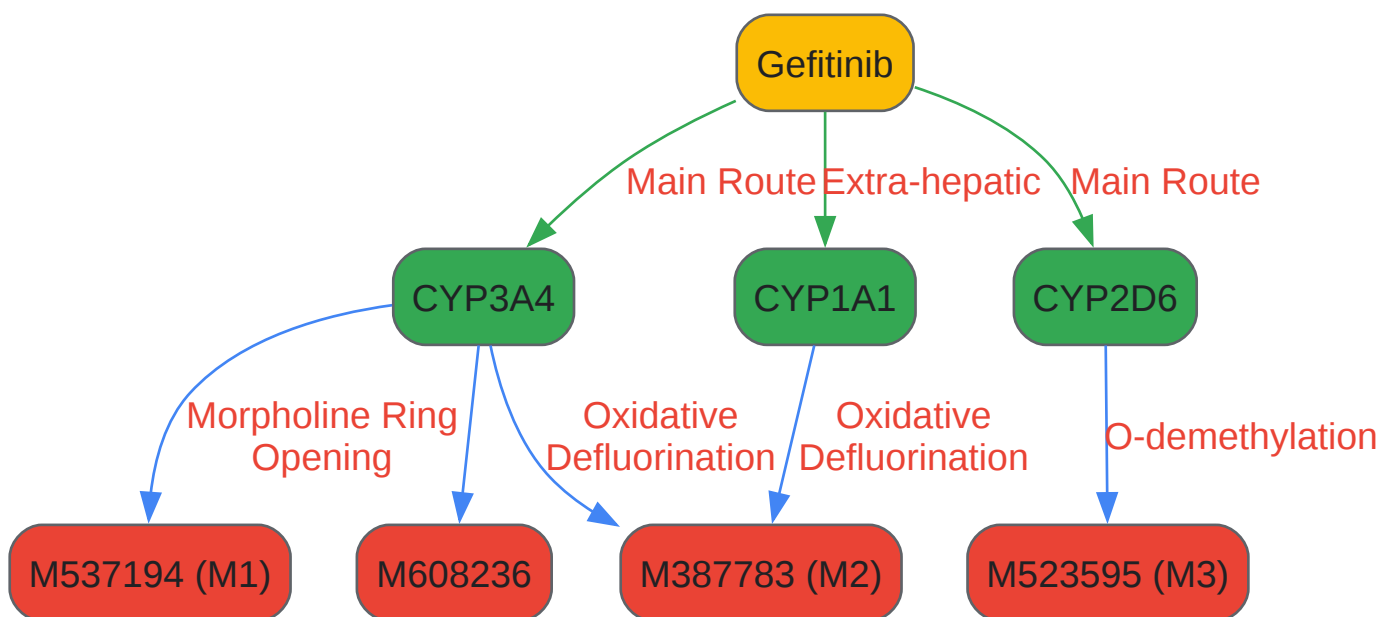 Gefitinib
Main Route
Extra-hepatic
Main Route
CYP3A4
CYP1A1
CYP2D6
Morpholine Ring
Opening
Oxidative
Defluorination
Oxidative
Defluorination
O-demethylation
M537194 (M1)
M608236
M387783 (M2)
M523595 (M3)